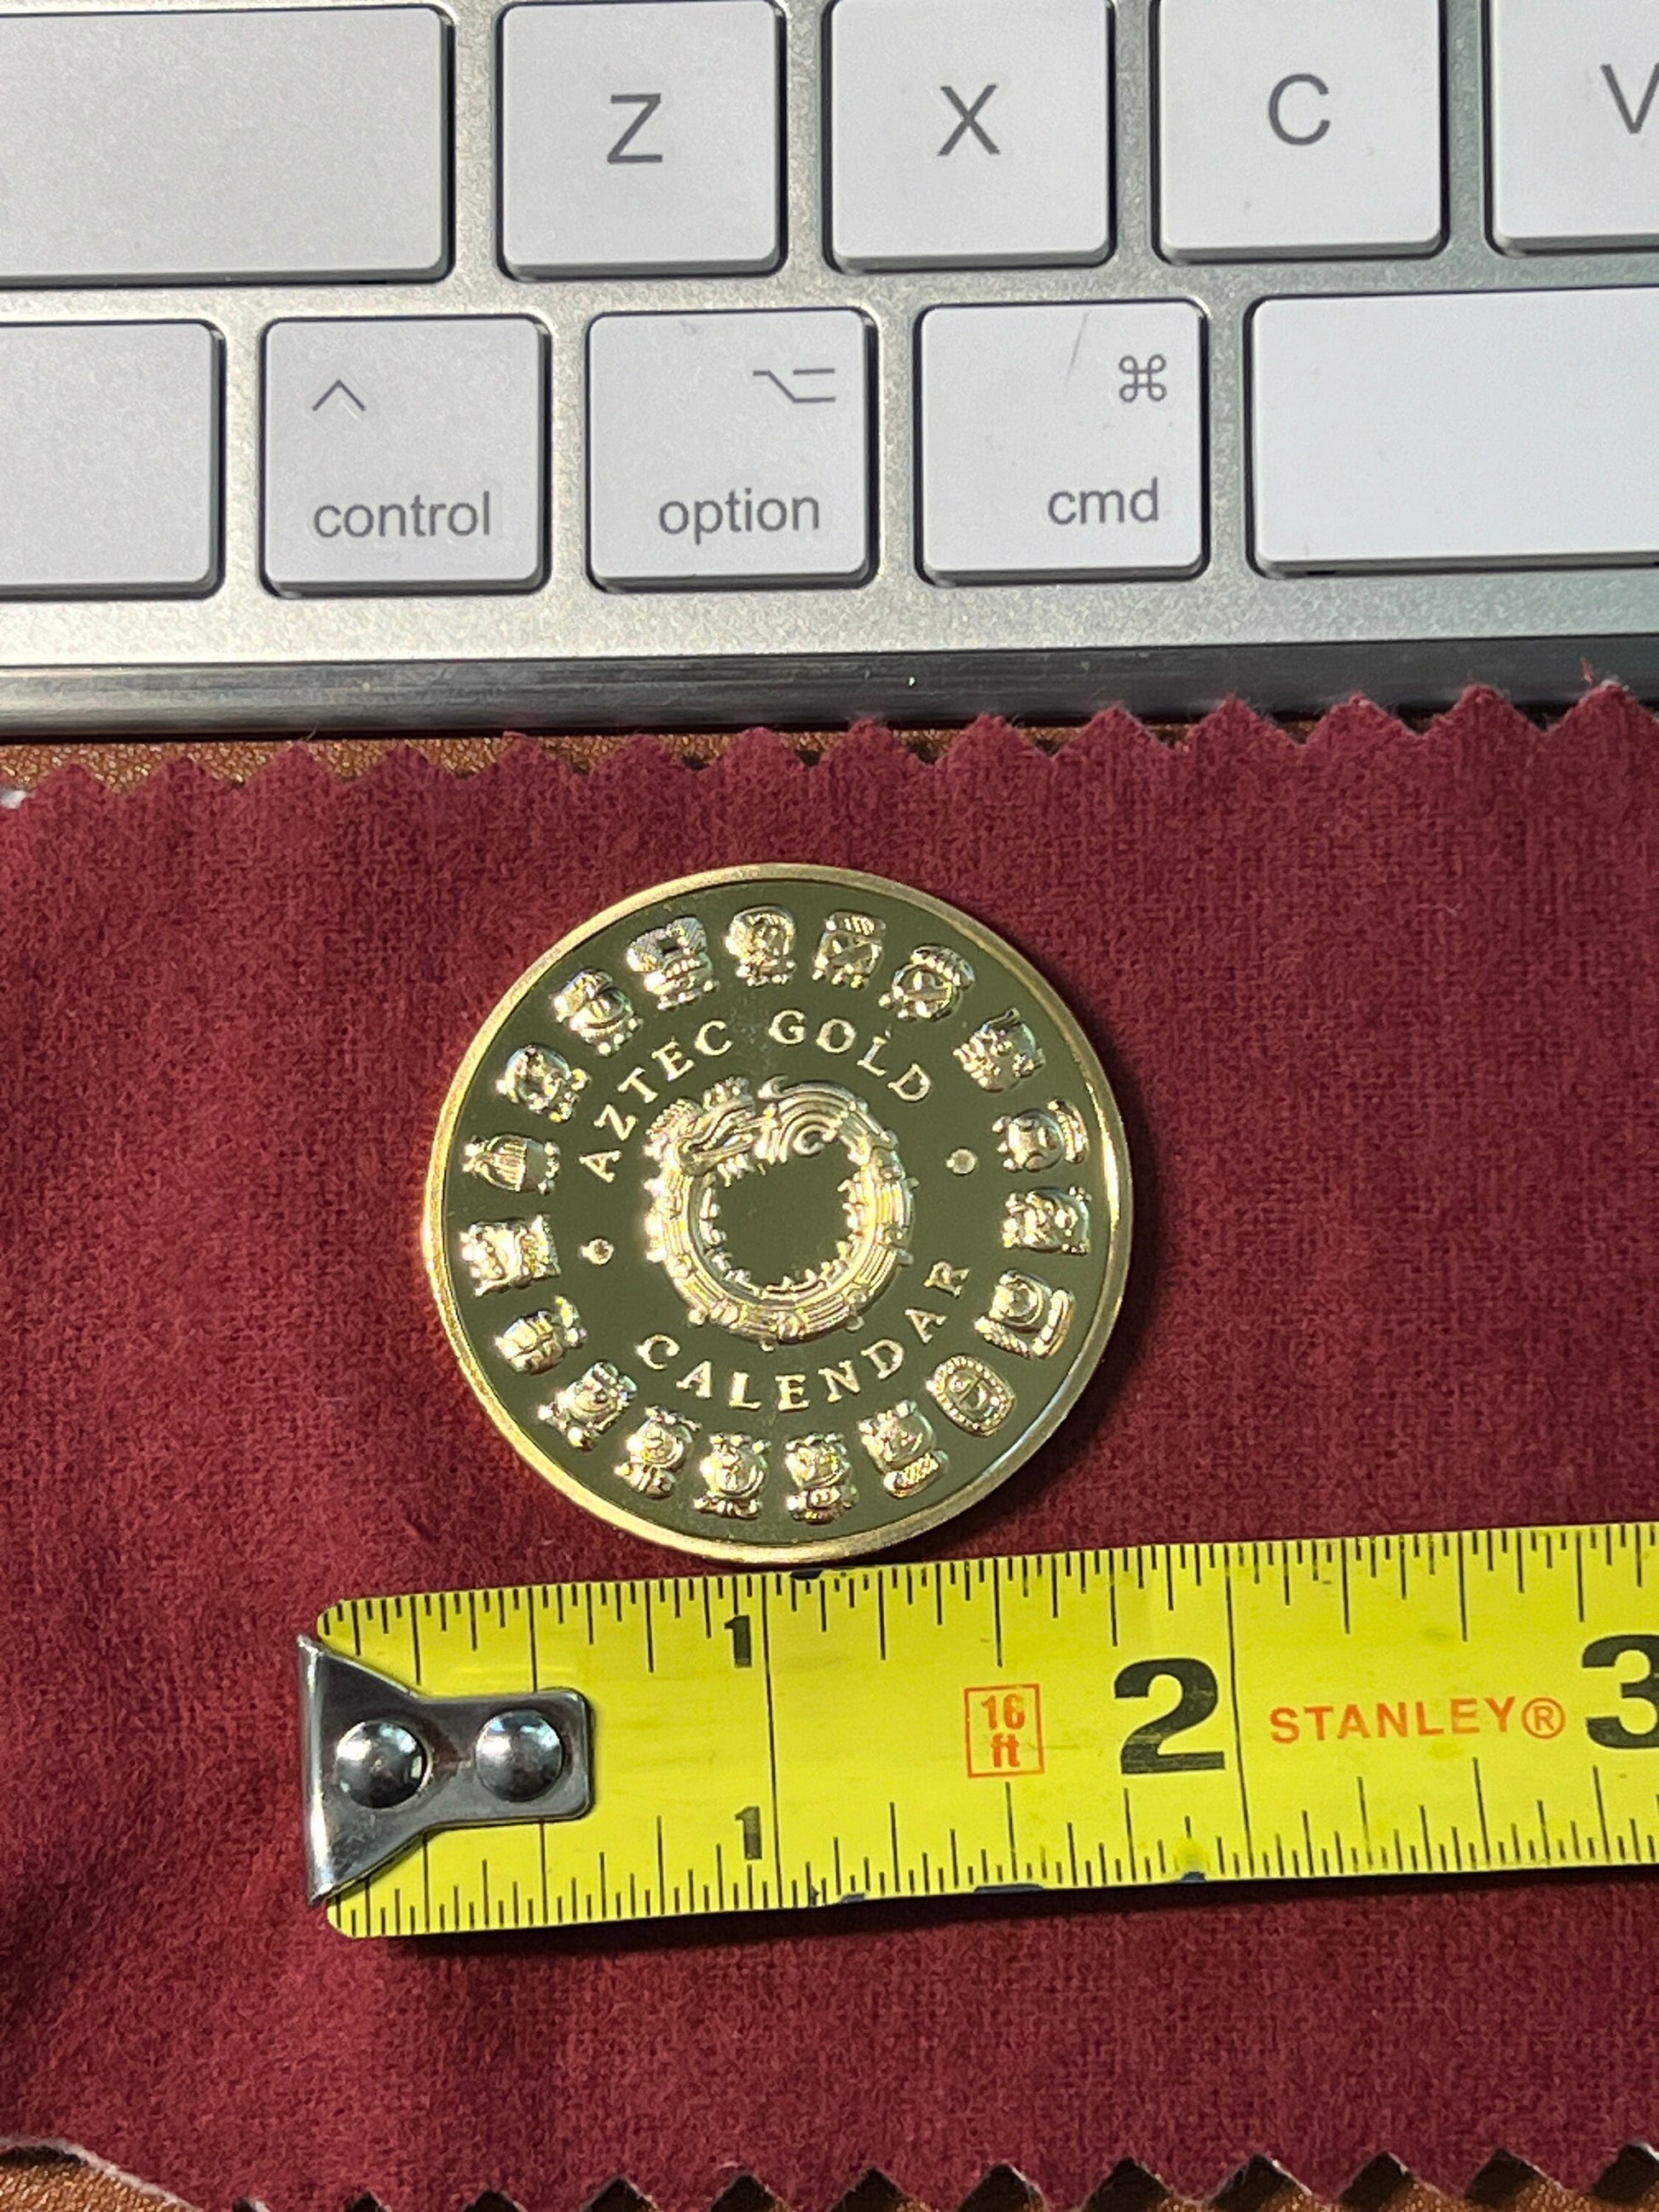 Z X C V
^ ⌥ ⌘
control option cmd
AZTEC GOLD
CALENDAR
1
16
ft
2
STANLEY®
3
1